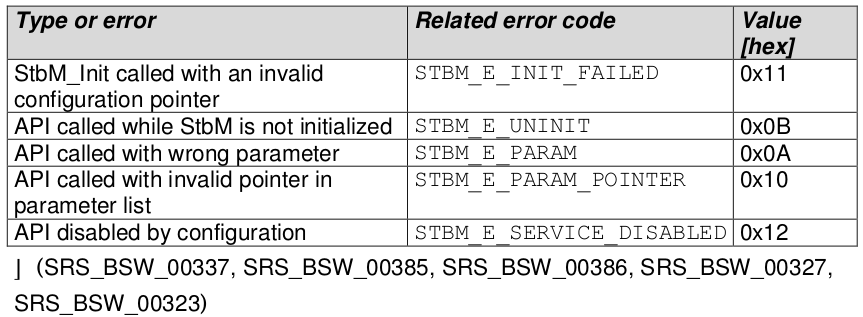 Type or error Related error code Value
[hex]
StbM_Init called with an invalid STBM_E_INIT_FAILED 0x11
configuration pointer
API called while StbM is not initialized STBM_E_UNINIT 0x0B
API called with wrong parameter STBM_E_PARAM 0x0A
API called with invalid pointer in STBM_E_PARAM_POINTER 0x10
parameter list
API disabled by configuration STBM_E_SERVICE_DISABLED 0x12
⌋ (SRS_BSW_00337, SRS_BSW_00385, SRS_BSW_00386, SRS_BSW_00327,
SRS_BSW_00323)